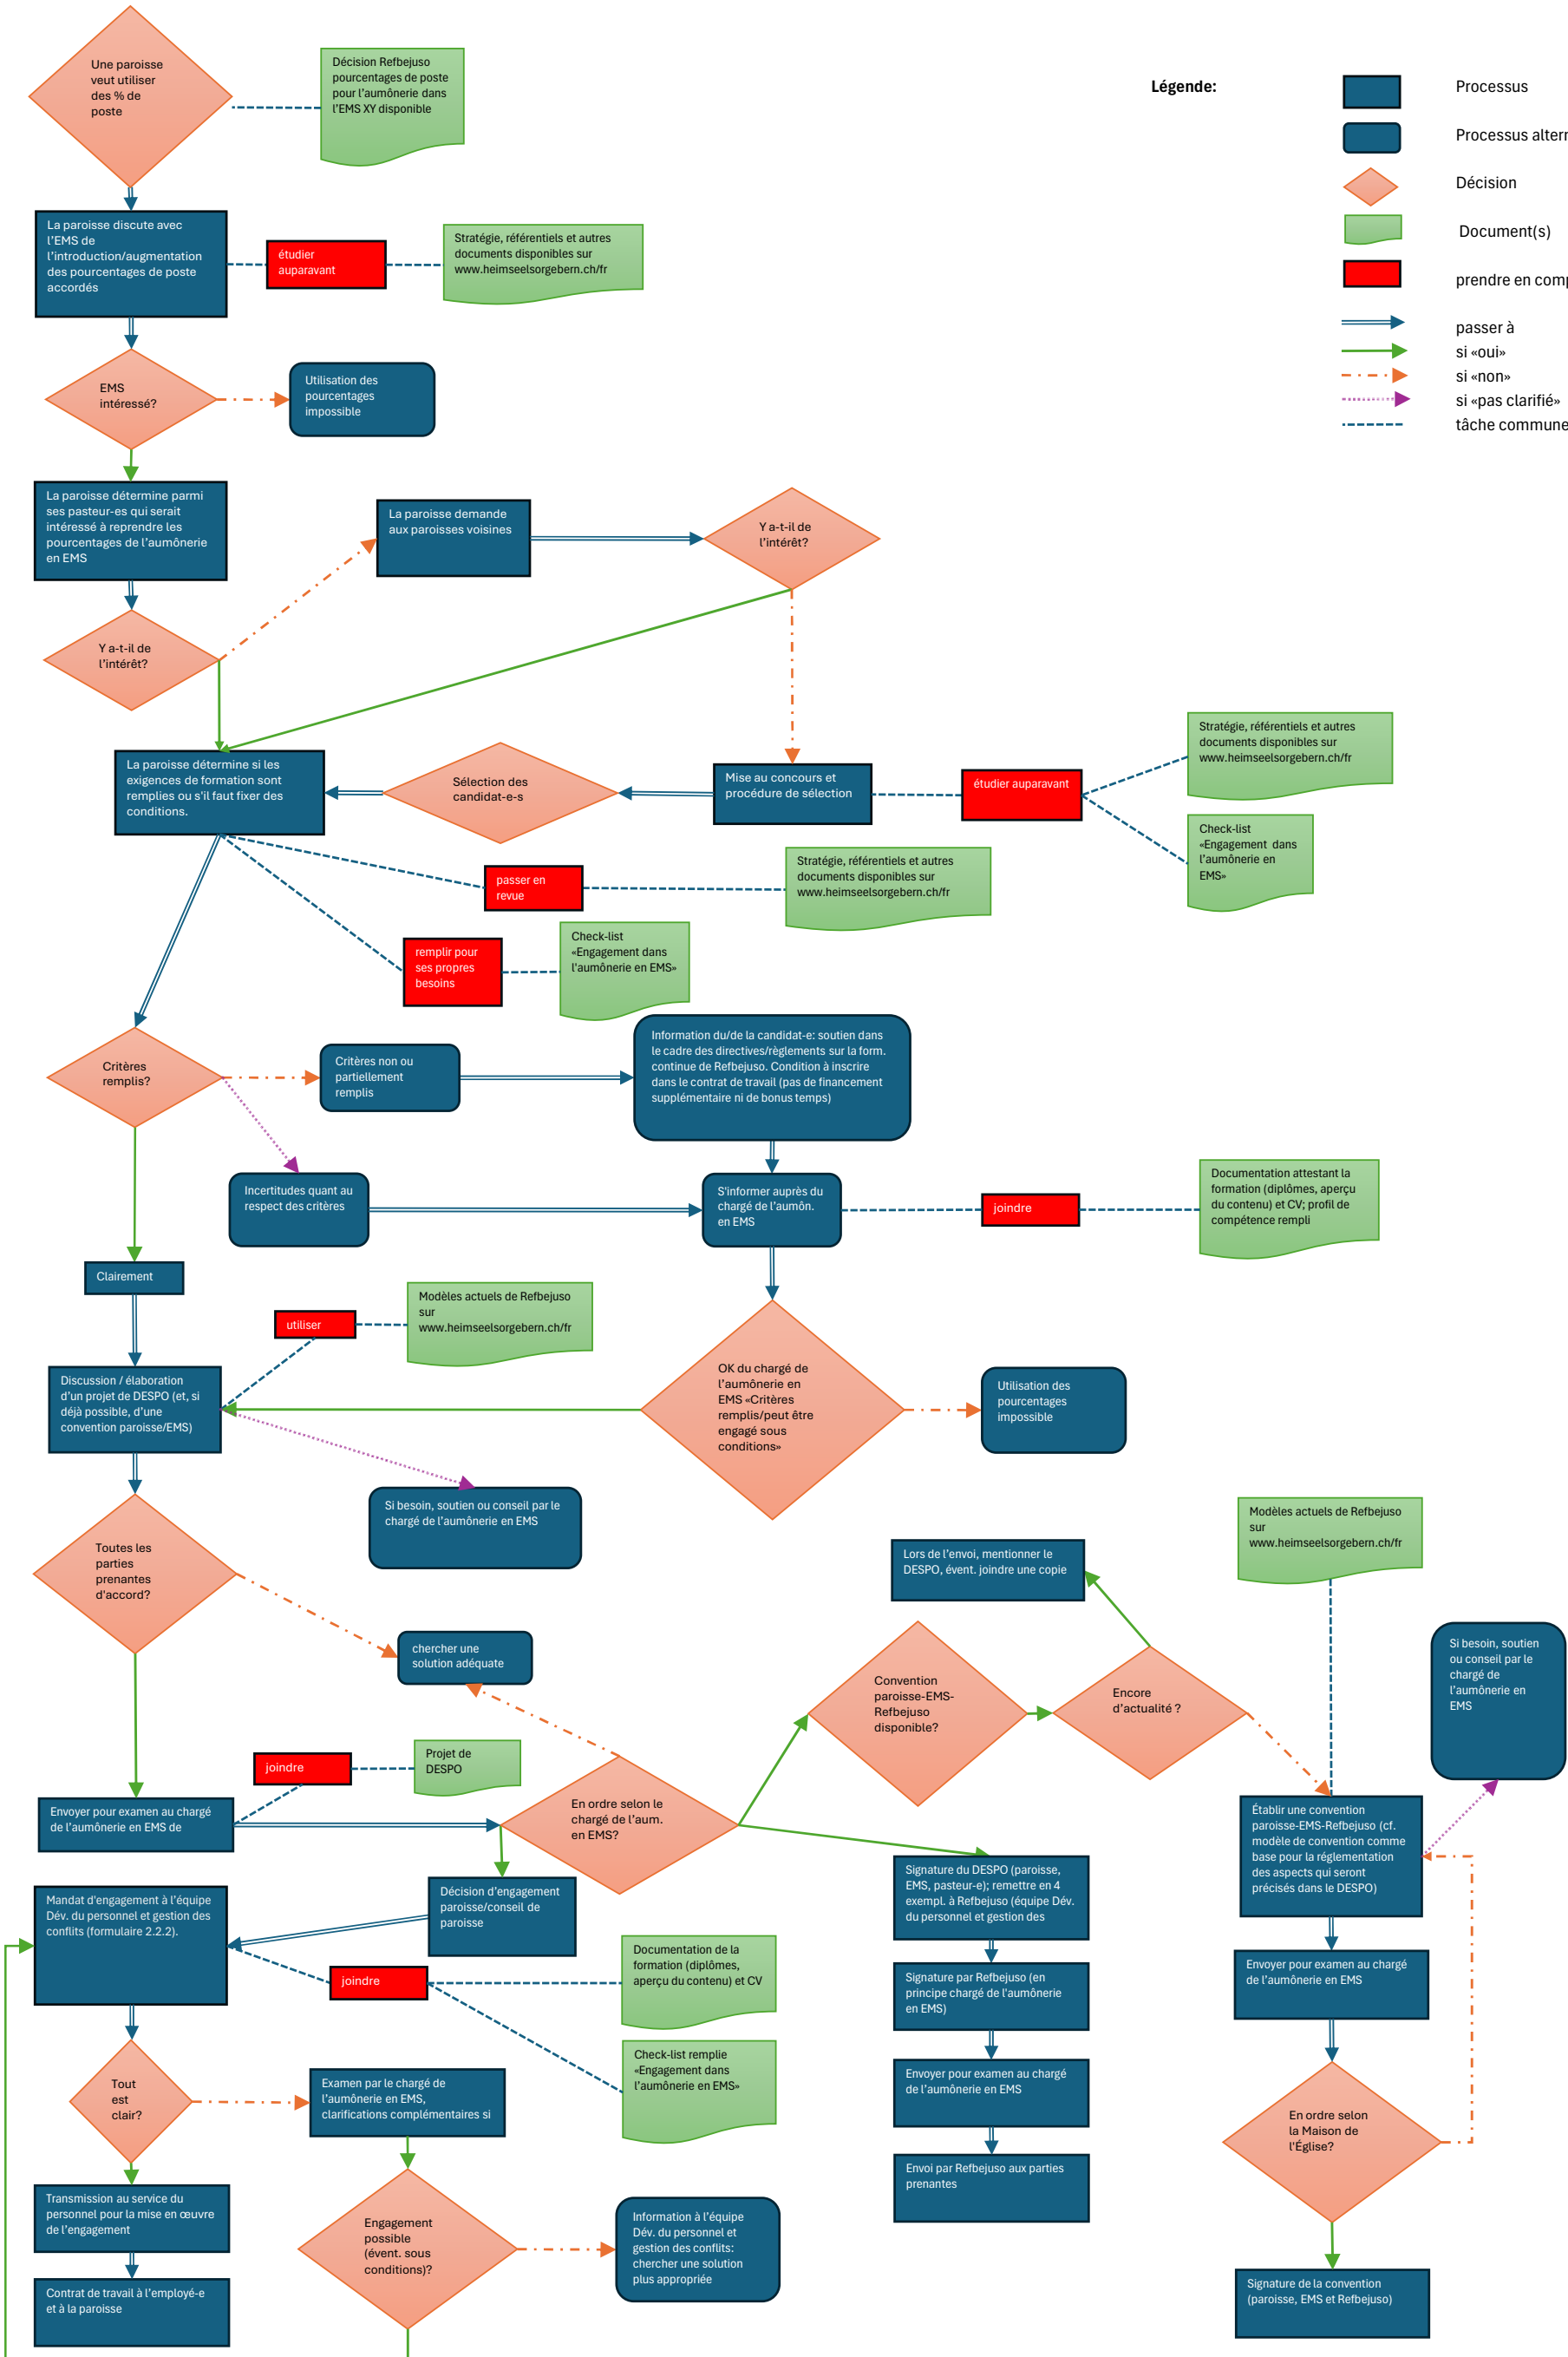 Une paroisse
veut utiliser
des % de
poste
Décision Refbejuso
pourcentages de poste
pour l'aumônerie dans
l'EMS XY disponible
Légende:
Processus
Processus altern
Décision
Document(s)
prendre en comp
passer à
si «oui»
si «non»
si «pas clarifié»
tâche commune
La paroisse discute avec
l'EMS de
l'introduction/augmentation
des pourcentages de poste
accordés
étudier
auparavant
Stratégie, référentiels et autres
documents disponibles sur
www.heimseelsorgebern.ch/fr
EMS
intéressé?
Utilisation des
pourcentages
impossible
La paroisse détermine parmi
ses pasteur-es qui serait
intéressé à reprendre les
pourcentages de l'aumônerie
en EMS
La paroisse demande
aux paroisses voisines
Y a-t-il de
l'intérêt?
Y a-t-il de
l'intérêt?
La paroisse détermine si les
exigences de formation sont
remplies ou s'il faut fixer des
conditions.
Sélection des
candidat-e-s
Mise au concours et
procédure de sélection
étudier auparavant
Stratégie, référentiels et autres
documents disponibles sur
www.heimseelsorgebern.ch/fr
Check-list
«Engagement dans
l'aumônerie en
EMS»
passer en
revue
Stratégie, référentiels et autres
documents disponibles sur
www.heimseelsorgebern.ch/fr
remplir pour
ses propres
besoins
Check-list
«Engagement dans
l'aumônerie en EMS»
Critères
remplis?
Critères non ou
partiellement
remplis
Information du/de la candidat-e: soutien dans
le cadre des directives/règlements sur la form.
continue de Refbejuso. Condition à inscrire
dans le contrat de travail (pas de financement
supplémentaire ni de bonus temps)
Incertitudes quant au
respect des critères
S'informer auprès du
chargé de l'aumôn.
en EMS
joindre
Documentation attestant la
formation (diplômes, aperçu
du contenu) et CV; profil de
compétence rempli
Clairement
utiliser
Modèles actuels de Refbejuso
sur
www.heimseelsorgebern.ch/fr
Discussion / élaboration
d'un projet de DESPO (et, si
déjà possible, d'une
convention paroisse/EMS)
OK du chargé de
l'aumônerie en
EMS «Critères
remplis/peut être
engagé sous
conditions»
Utilisation des
pourcentages
impossible
Si besoin, soutien ou conseil par le
chargé de l'aumônerie en EMS
Toutes les
parties
prenantes
d'accord?
chercher une
solution adéquate
Lors de l'envoi, mentionner le
DESPO, évent. joindre une copie
Modèles actuels de Refbejuso
sur
www.heimseelsorgebern.ch/fr
Si besoin, soutien
ou conseil par le
chargé de
l'aumônerie en
EMS
Convention
paroisse-EMS-
Refbejuso
disponible?
Encore
d'actualité ?
joindre
Projet de
DESPO
Envoyer pour examen au chargé
de l'aumônerie en EMS de
En ordre selon le
chargé de l'aum.
en EMS?
Établir une convention
paroisse-EMS-Refbejuso (cf.
modèle de convention comme
base pour la réglementation
des aspects qui seront
précisés dans le DESPO)
Décision d'engagement
paroisse/conseil de
paroisse
Signature du DESPO (paroisse,
EMS, pasteur-e); remettre en 4
exempl. à Refbejuso (équipe Dév.
du personnel et gestion des
Mandat d'engagement à l'équipe
Dév. du personnel et gestion des
conflits (formulaire 2.2.2).
joindre
Documentation de la
formation (diplômes,
aperçu du contenu) et CV
Signature par Refbejuso (en
principe chargé de l'aumônerie
en EMS)
Envoyer pour examen au chargé
de l'aumônerie en EMS
Check-list remplie
«Engagement dans
l'aumônerie en EMS»
Tout
est
clair?
Examen par le chargé de
l'aumônerie en EMS,
clarifications complémentaires si
Envoyer pour examen au chargé
de l'aumônerie en EMS
En ordre selon
la Maison de
l'Église?
Envoi par Refbejuso aux parties
prenantes
Transmission au service du
personnel pour la mise en œuvre
de l'engagement
Engagement
possible
(évent. sous
conditions)?
Information à l'équipe
Dév. du personnel et
gestion des conflits:
chercher une solution
plus appropriée
Contrat de travail à l'employé-e
et à la paroisse
Signature de la convention
(paroisse, EMS et Refbejuso)